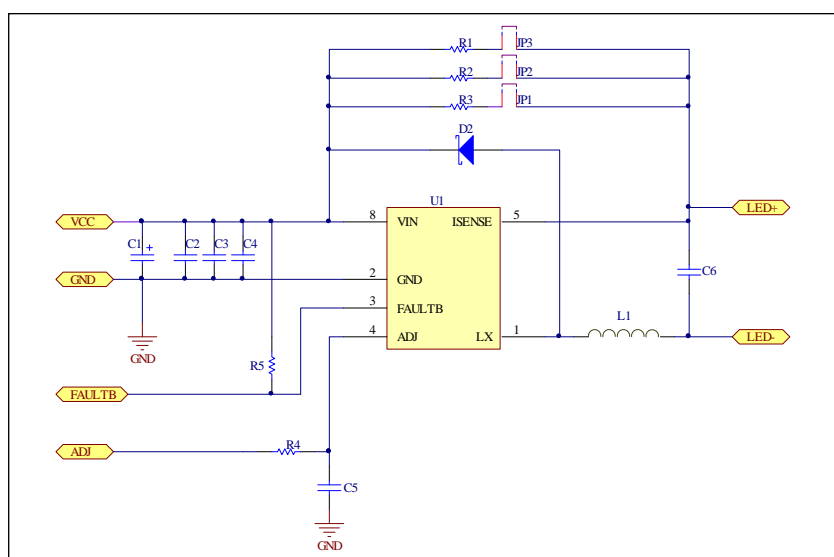 R1 JP3
R2 JP2
R3 JP1
D2
U1
VCC 8 VIN ISENSE 5 LED+
C1 + C2 C3 C4
GND 2 GND C6
3 FAULTB
L1
4 ADJ LX 1 LED-
GND
R5
FAULTB
R4
ADJ
C5
GND